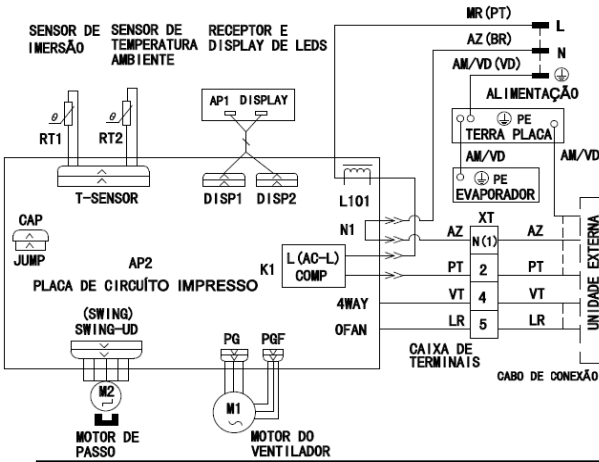 MR(PT)
L
AZ(BR)
N
AM/VD(VD)
ALIMENTAÇÃO
SENSOR DE
IMERSÃO
SENSOR DE
TEMPERATURA
AMBIENTE
RECEPTOR E
DISPLAY DE LEDS
AP1 DISPLAY
θ
RT1
θ
RT2
PE
TERRA PLACA
AM/VD
AM/VD
PE
EVAPORADOR
T-SENSOR
DISP1
DISP2
L101
N1
XT
CAP
JUMP
AP2
PLACA DE CIRCUÍTO IMPRESSO
K1
L(AC-L)
COMP
AZ
N(1)
AZ
PT
2
PT
4WAY
VT
4
VT
OFAN
LR
5
LR
UNIDADE EXTERNA
(SWING)
SWING-UD
PG
PGF
CAIXA DE
TERMINAIS
CABO DE CONEXÃO
M2
M1
MOTOR DE
PASSO
MOTOR DO
VENTILADOR